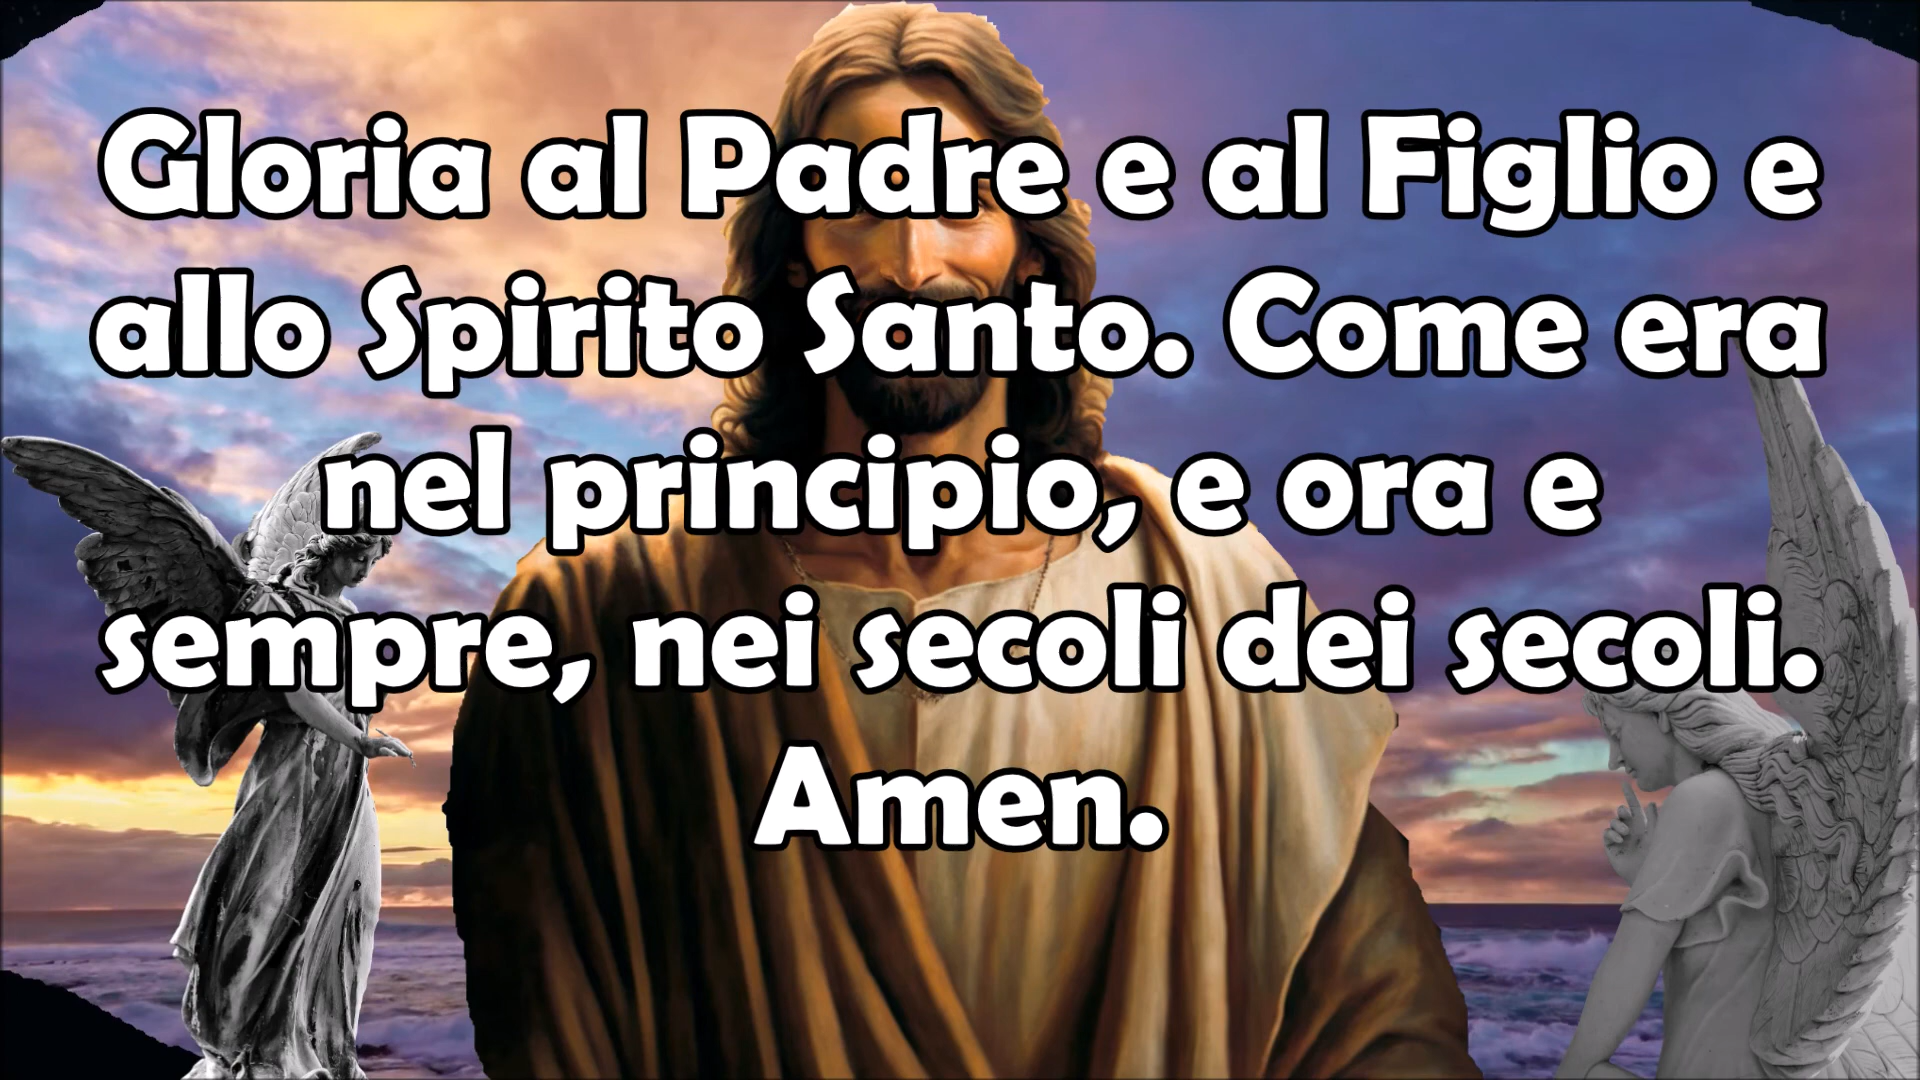 Gloria al Padre e al Figlio e
allo Spirito Santo. Come era
nel principio, e ora e
sempre, nei secoli dei secoli.
Amen.